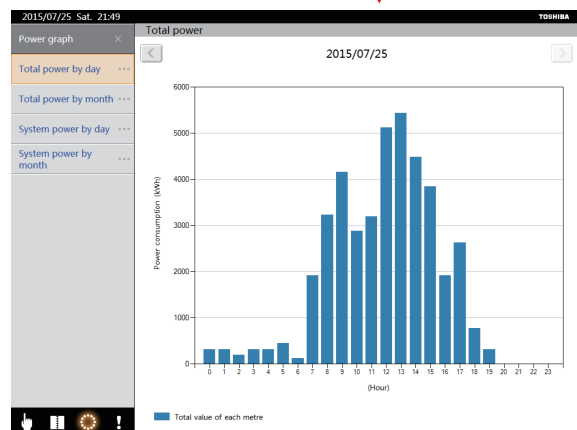 2015/07/25 Sat. 21:49
TOSHIBA
Power graph ×
Total power
Total power by day ...
Total power by month ...
System power by day ...
System power by
month ...
< 2015/07/25 >
6000
5000
4000
3000
2000
1000
0
Power consumption (kWh)
0 1 2 3 4 5 6 7 8 9 10 11 12 13 14 15 16 17 18 19 20 21 22 23
(Hour)
Total value of each metre
!